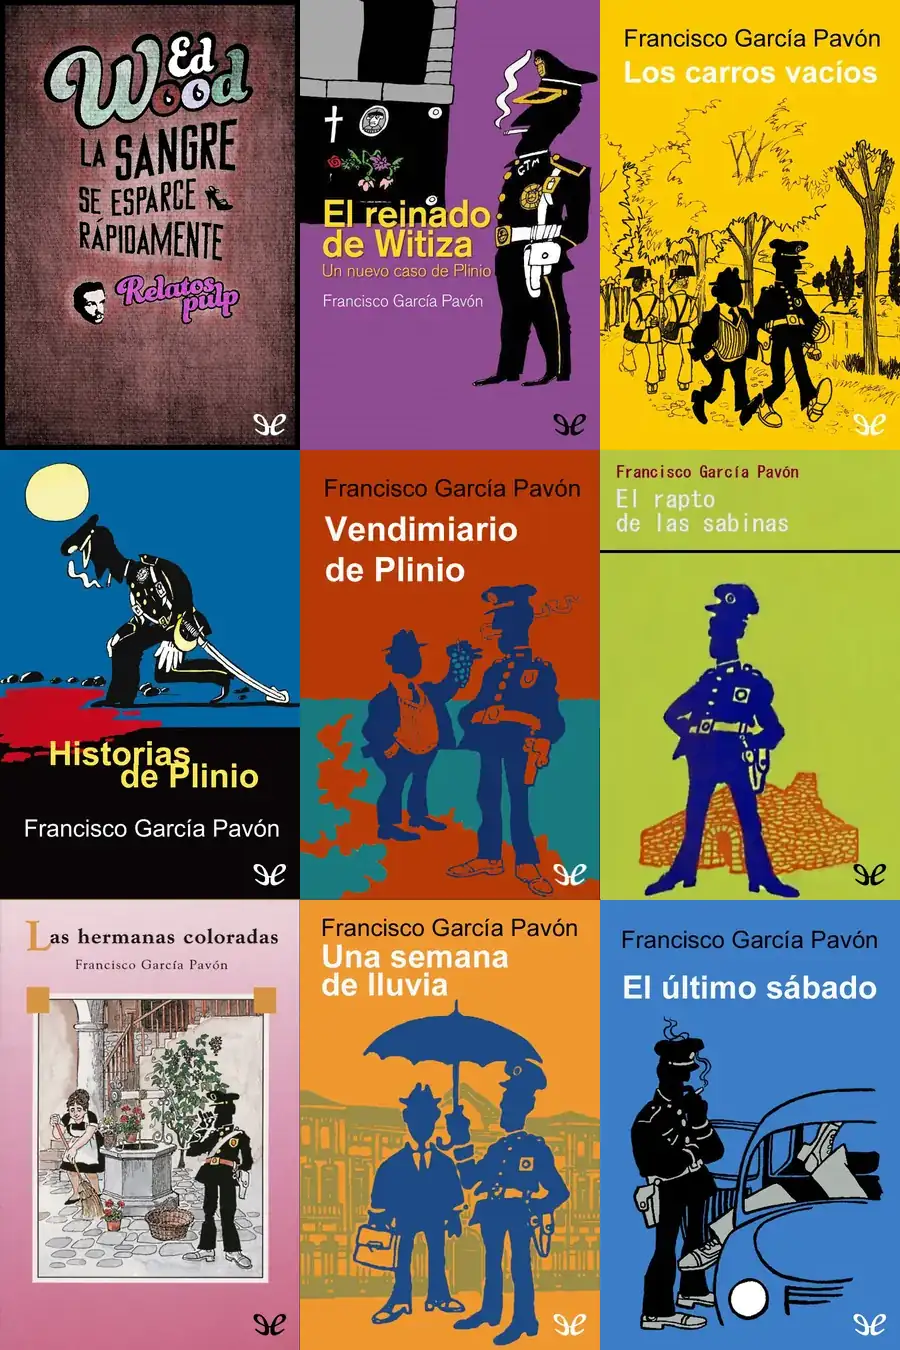 Ed
Wood
LA SANGRE
SE ESPARCE
RÁPIDAMENTE
Relatos
pulp
GTM
El reinado
de Witiza
Un nuevo caso de Plinio
Francisco García Pavón
Francisco García Pavón
Los carros vacíos
Historias
de Plinio
Francisco García Pavón
Francisco García Pavón
Vendimiario
de Plinio
Francisco García Pavón
El rapto
de las sabinas
Las hermanas coloradas
Francisco García Pavón
Francisco García Pavón
Una semana
de lluvia
Francisco García Pavón
El último sábado